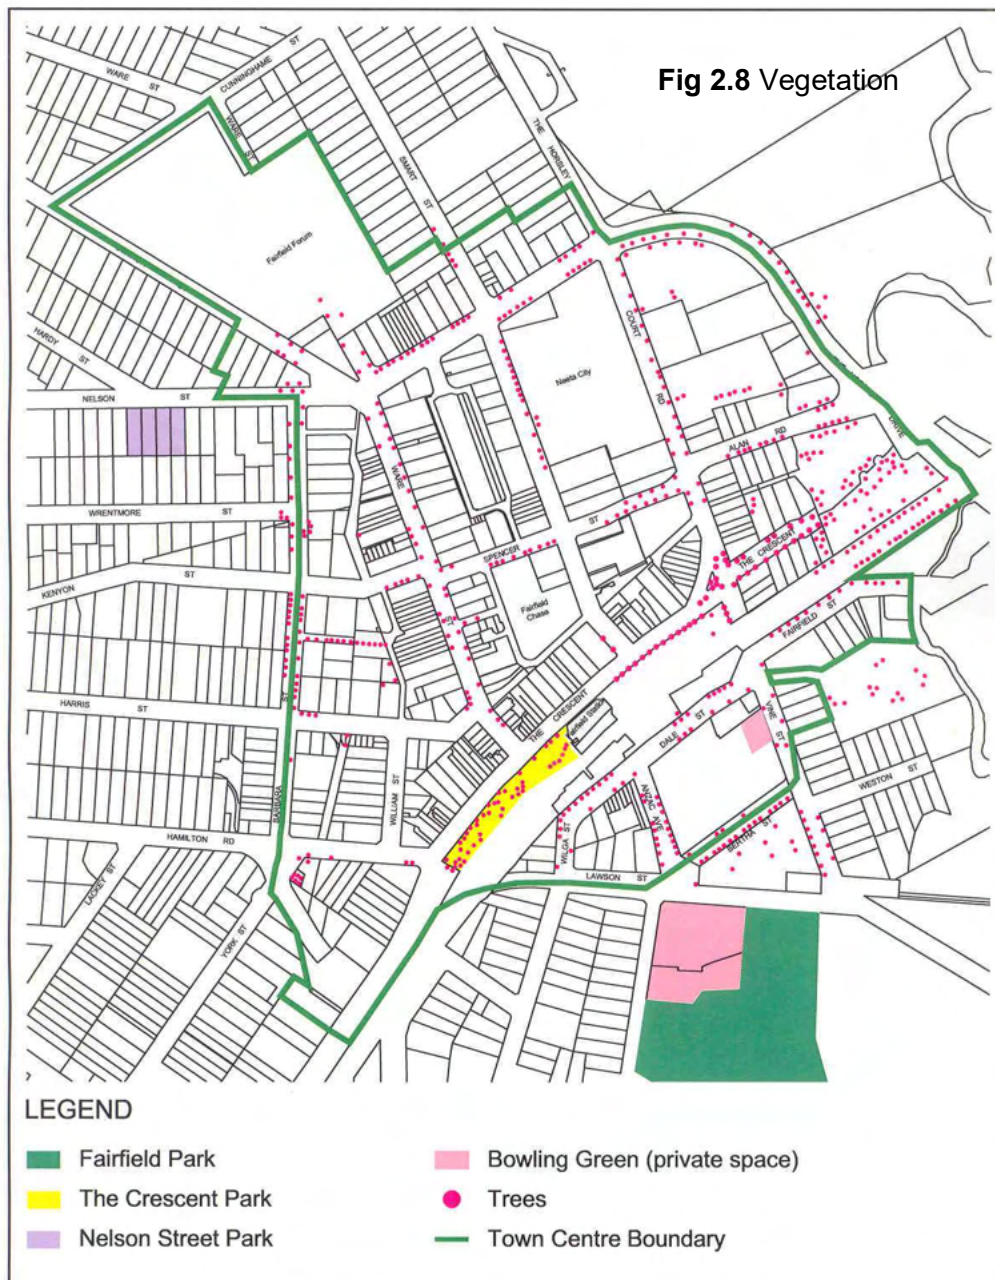 Fig 2.8 Vegetation
WARE ST
CUNNINGHAME ST
WARE ST
SMART ST
THE HORSLEY
DRIVE
Fairfield Forum
HARDY ST
NELSON ST
COURT RD
Neeta City
ALAN RD
WARE
ST
WRENTMORE ST
SPENCER ST
THE CRESCENT
KENYON ST
Fairfield Chase
FAIRFIELD ST
HARRIS ST
THE CRESCENT
Fairfield Station
DALE ST
VINE ST
WESTON ST
BARBARA ST
WILLIAM ST
WILGA ST
ANZAC AVE
BERTHA ST
HAMILTON RD
LACKEY ST
LAWSON ST
YORK ST
LEGEND
Fairfield Park
The Crescent Park
Nelson Street Park
Bowling Green (private space)
Trees
Town Centre Boundary